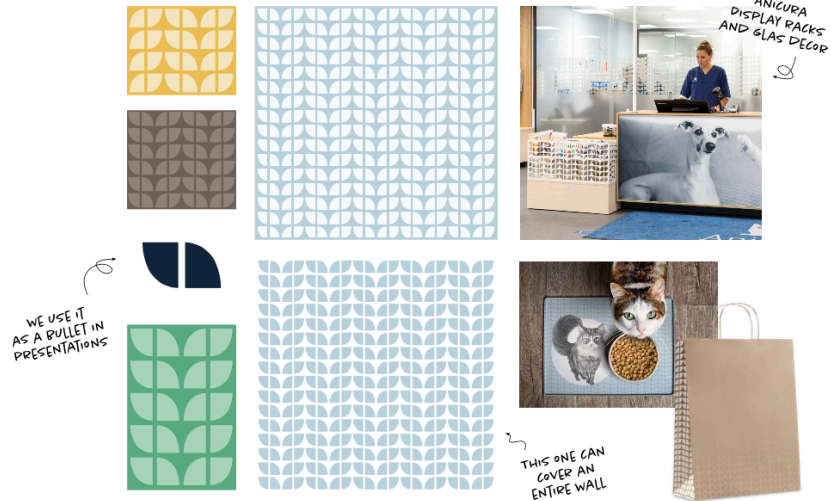 ANICURA
DISPLAY RACKS
AND GLAS DECOR
WE USE IT
AS A BULLET IN
PRESENTATIONS
THIS ONE CAN
COVER AN
ENTIRE WALL